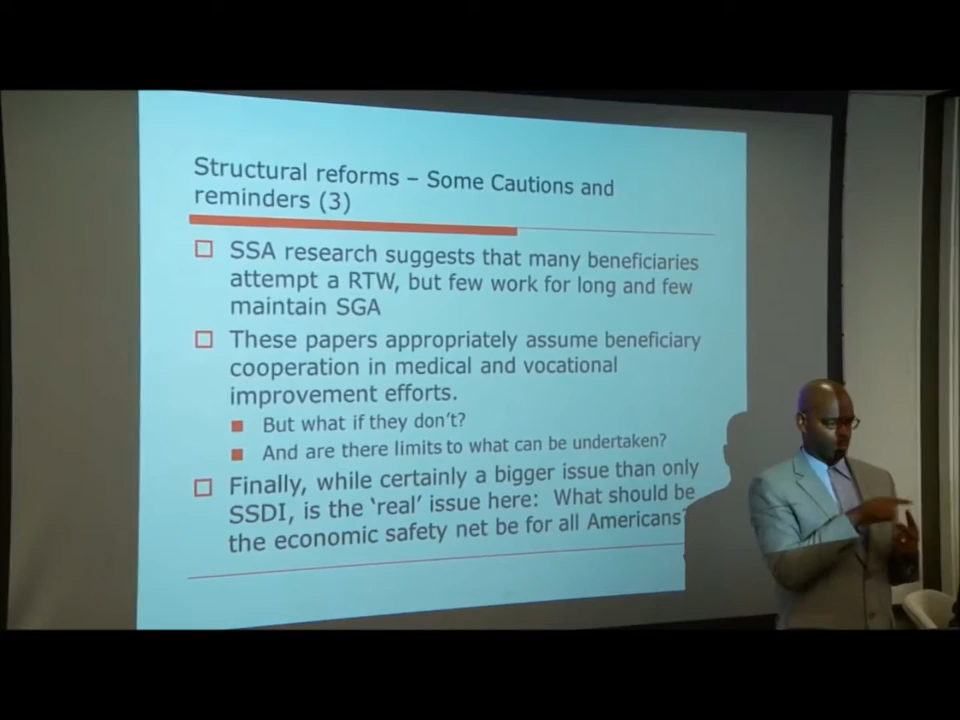 Structural reforms – Some Cautions and
reminders (3)
SSA research suggests that many beneficiaries
attempt a RTW, but few work for long and few
maintain SGA
These papers appropriately assume beneficiary
cooperation in medical and vocational
improvement efforts.
But what if they don't?
And are there limits to what can be undertaken?
Finally, while certainly a bigger issue than only
SSDI, is the 'real' issue here: What should be
the economic safety net be for all Americans?